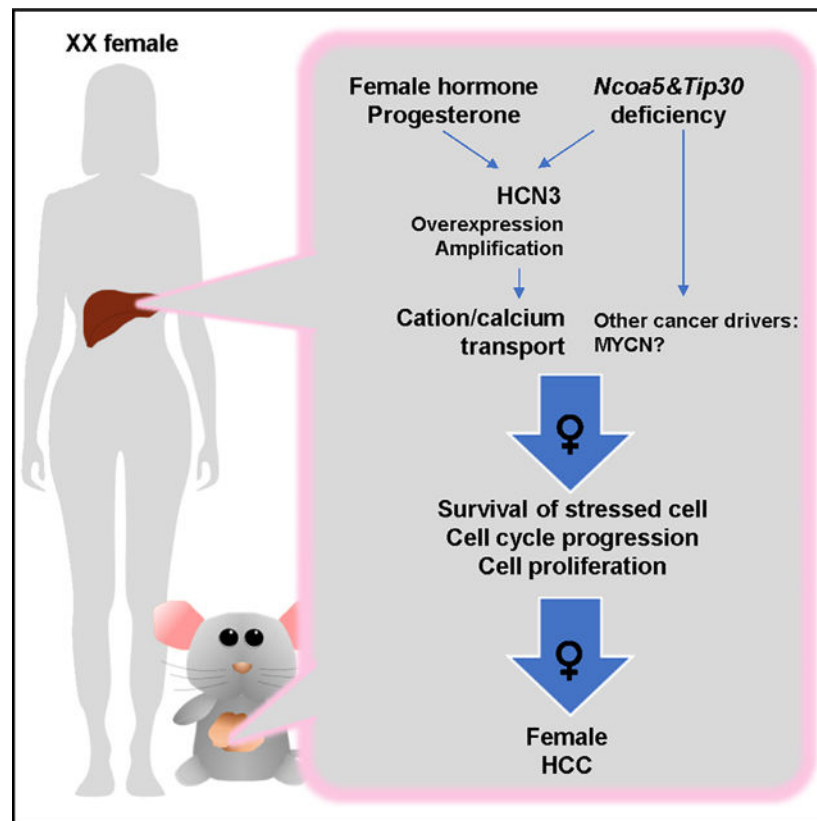 XX female
Female hormone
Progesterone
Ncoa5&Tip30
deficiency
HCN3
Overexpression
Amplification
Cation/calcium
transport
Other cancer drivers:
MYCN?
♀
Survival of stressed cell
Cell cycle progression
Cell proliferation
♀
Female
HCC